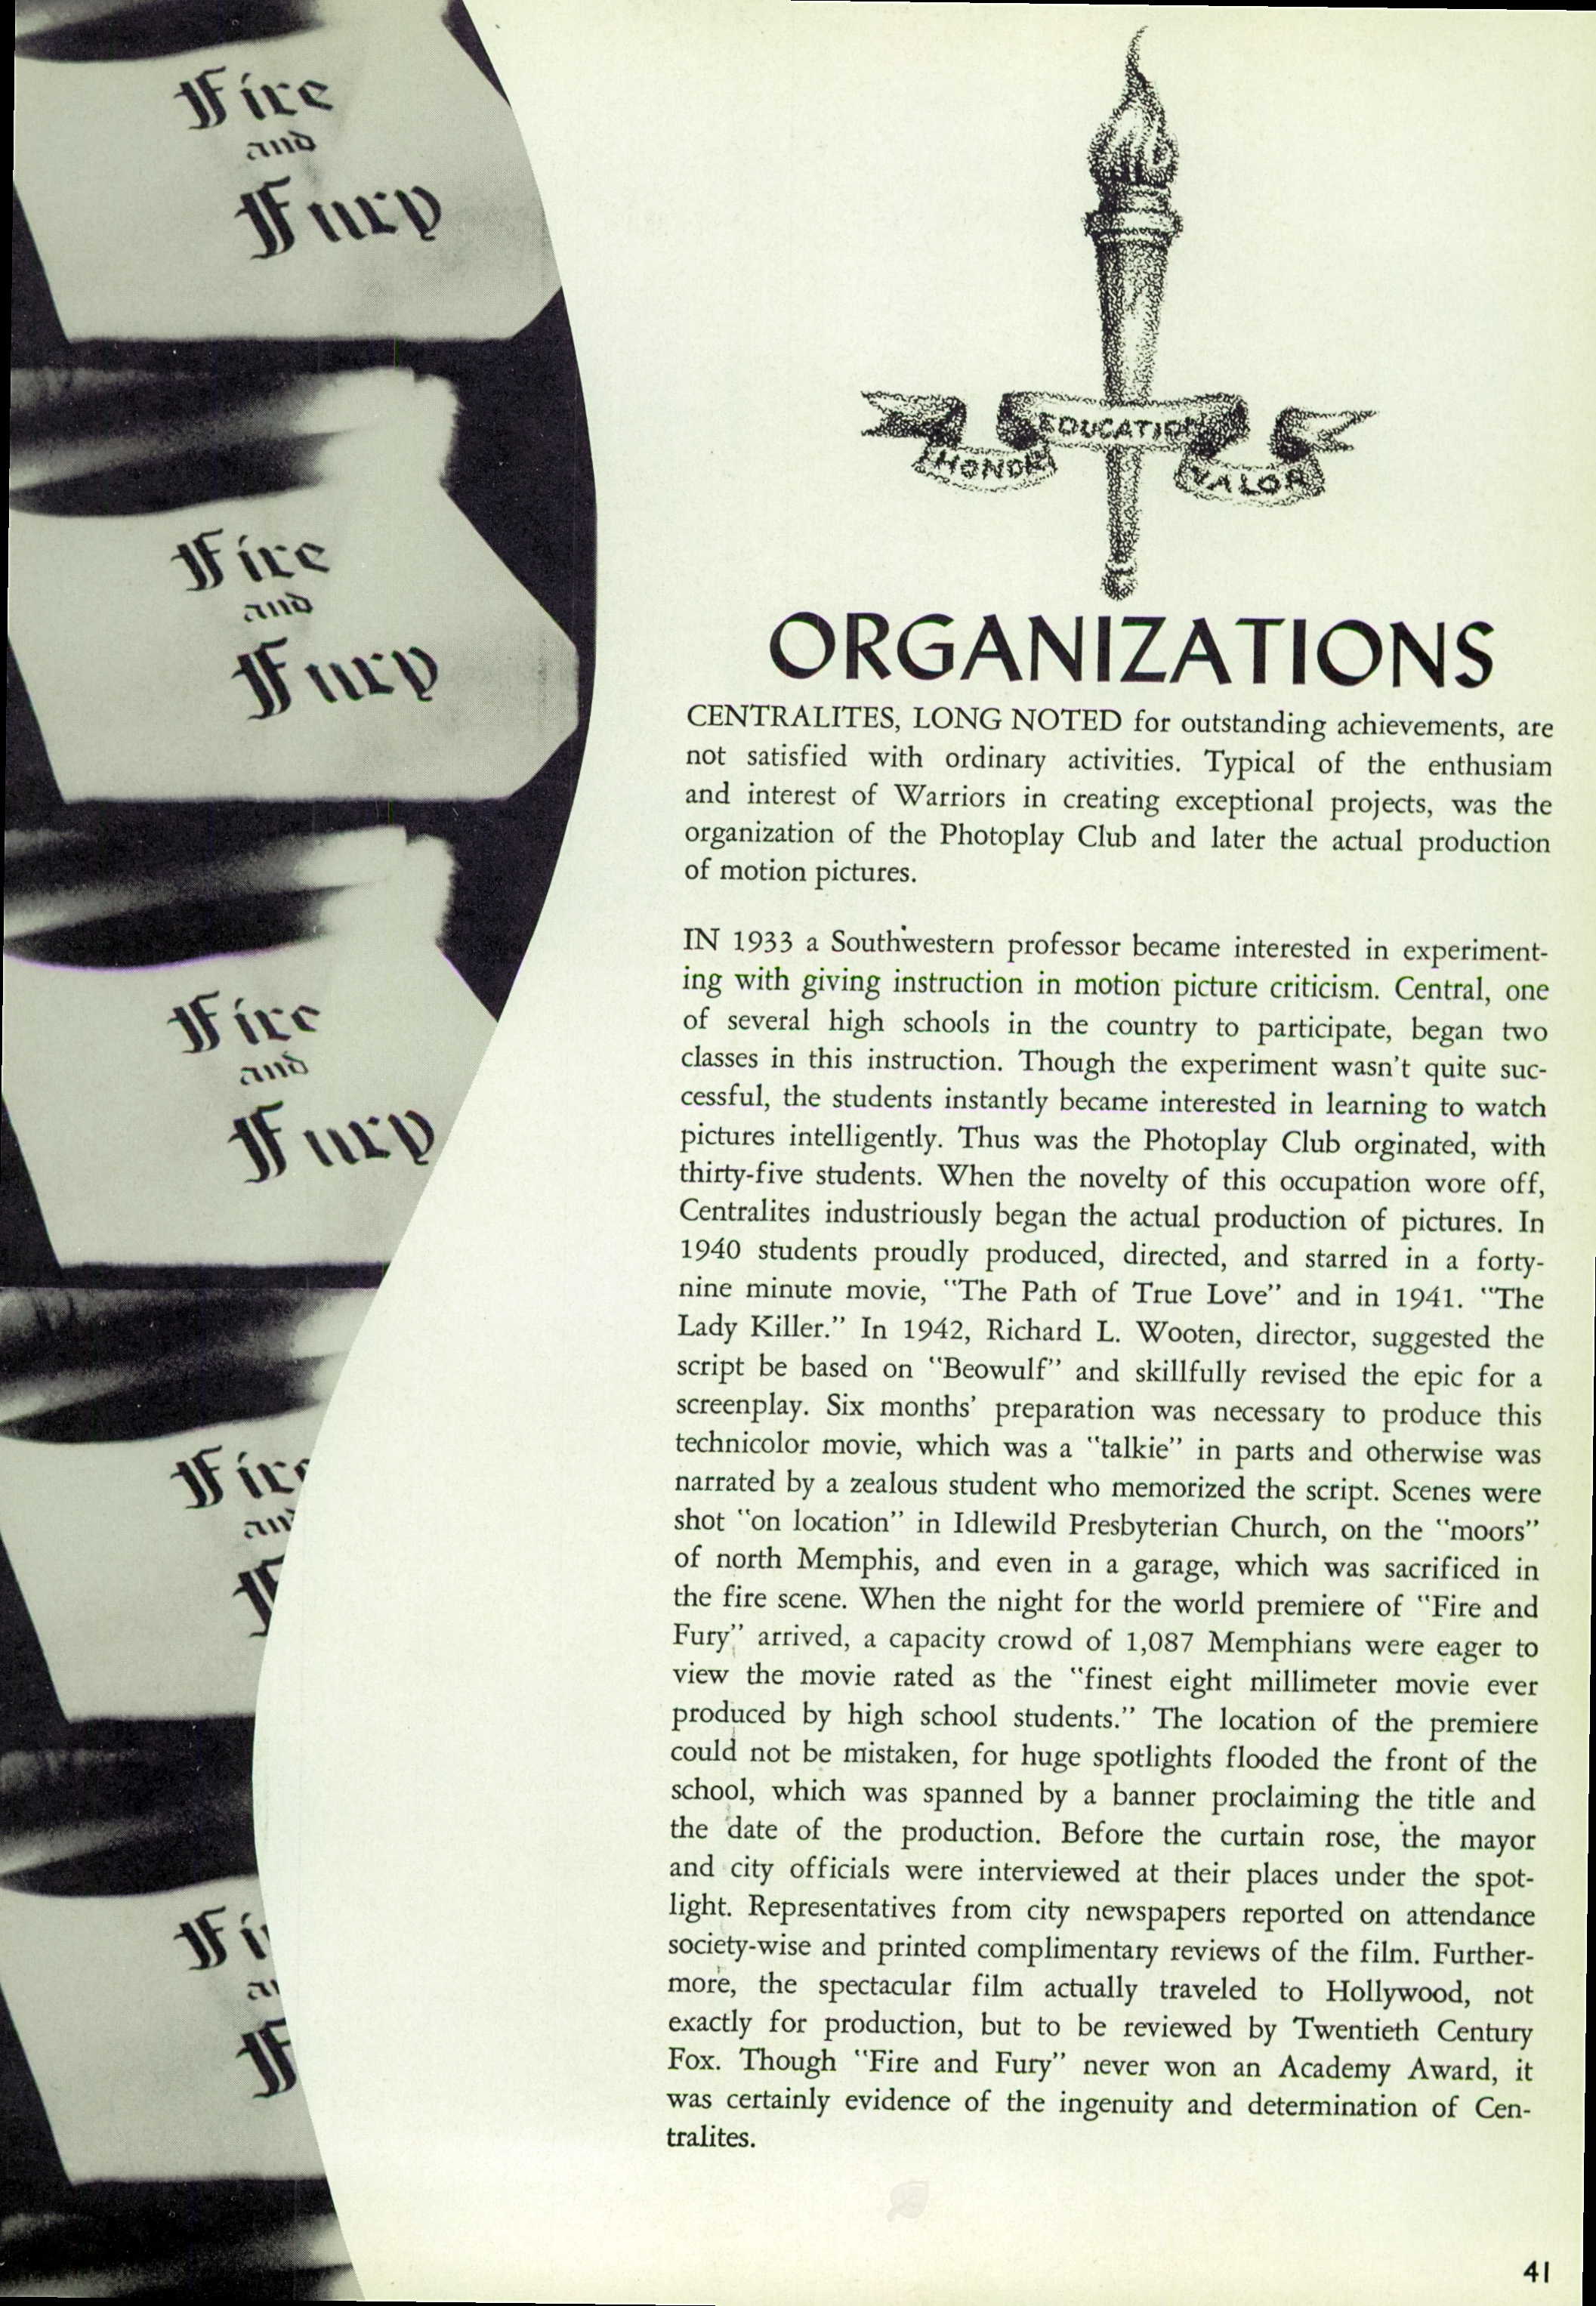 Fire
and
Fury
Fire
and
Fury
Fire
and
Fury
Fire
and
F
Fi
a
F
EDUCATION
HONOR
VALOR
ORGANIZATIONS
CENTRALITES, LONG NOTED for outstanding achievements, are
not satisfied with ordinary activities. Typical of the enthusiam
and interest of Warriors in creating exceptional projects, was the
organization of the Photoplay Club and later the actual production
of motion pictures.
IN 1933 a Southwestern professor became interested in experiment-
ing with giving instruction in motion picture criticism. Central, one
of several high schools in the country to participate, began two
classes in this instruction. Though the experiment wasn't quite suc-
cessful, the students instantly became interested in learning to watch
pictures intelligently. Thus was the Photoplay Club orginated, with
thirty-five students. When the novelty of this occupation wore off,
Centralites industriously began the actual production of pictures. In
1940 students proudly produced, directed, and starred in a forty-
nine minute movie, "The Path of True Love" and in 1941. "The
Lady Killer." In 1942, Richard L. Wooten, director, suggested the
script be based on "Beowulf" and skillfully revised the epic for a
screenplay. Six months' preparation was necessary to produce this
technicolor movie, which was a "talkie" in parts and otherwise was
narrated by a zealous student who memorized the script. Scenes were
shot "on location" in Idlewild Presbyterian Church, on the "moors"
of north Memphis, and even in a garage, which was sacrificed in
the fire scene. When the night for the world premiere of "Fire and
Fury" arrived, a capacity crowd of 1,087 Memphians were eager to
view the movie rated as the "finest eight millimeter movie ever
produced by high school students." The location of the premiere
could not be mistaken, for huge spotlights flooded the front of the
school, which was spanned by a banner proclaiming the title and
the date of the production. Before the curtain rose, the mayor
and city officials were interviewed at their places under the spot-
light. Representatives from city newspapers reported on attendance
society-wise and printed complimentary reviews of the film. Further-
more, the spectacular film actually traveled to Hollywood, not
exactly for production, but to be reviewed by Twentieth Century
Fox. Though "Fire and Fury" never won an Academy Award, it
was certainly evidence of the ingenuity and determination of Cen-
tralites.
41